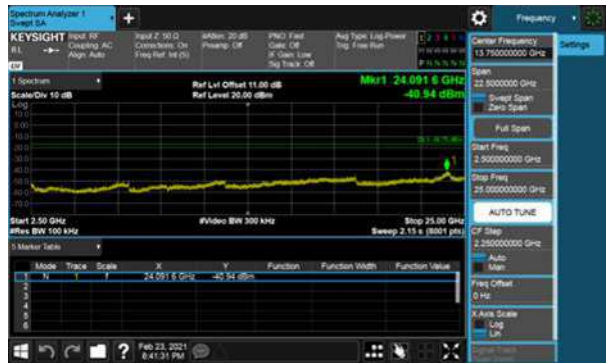 Spectrum Analyzer 1
Swept SA
Frequency
KEYSIGHT
Input: RF
Coupling: AC
Align: Auto
Input Z: 50 Ω
Corrections: On
Freq Ref: Int (S)
#Atten: 20 dB
Preamp: Off
PNO: Fast
Gate: Off
IF Gain: Low
Sig Track: Off
Avg Type: Log-Power
Trig: Free Run
1 Spectrum
Scale/Div 10 dB
Log
Ref Lvl Offset 11.00 dB
Ref Level 20.00 dBm
Mkr1 24.091 6 GHz
-40.94 dBm
10.0
0.00
1
Start 2.50 GHz
#Res BW 100 kHz
#Video BW 300 kHz
Stop 25.00 GHz
Sweep 2.15 s (8001 pts)
5 Marker Table
Mode Trace Scale X Y Function Function Width Function Value
1 N 1 f 24.091 6 GHz -40.94 dBm
2
3
4
5
6
Feb 23, 2021
8:41:31 PM
Center Frequency
13.750000000 GHz
Settings
Span
22.5000000 GHz
Swept Span
Zero Span
Full Span
Start Freq
2.500000000 GHz
Stop Freq
25.000000000 GHz
AUTO TUNE
CF Step
2.250000000 GHz
Auto
Man
Freq Offset
0 Hz
X Axis Scale
Log
Lin